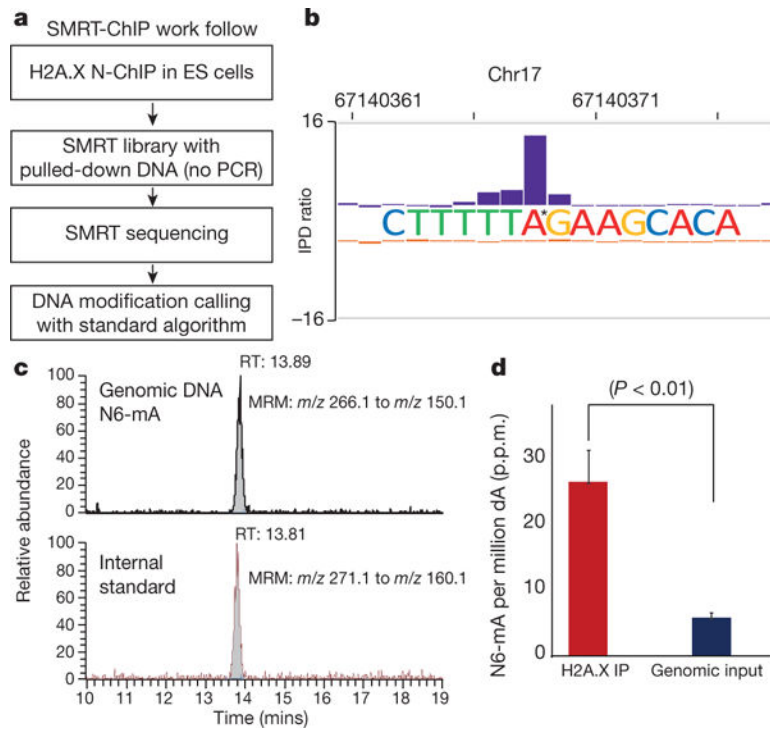 a
SMRT-ChIP work follow
H2A.X N-ChIP in ES cells
SMRT library with
pulled-down DNA (no PCR)
SMRT sequencing
DNA modification calling
with standard algorithm
b
Chr17
67140361 67140371
16
IPD ratio
−16
CTTTTTA*GAAGCACA
c
RT: 13.89
Genomic DNA
N6-mA
MRM: m/z 266.1 to m/z 150.1
100
80
60
40
20
0
Relative abundance
RT: 13.81
Internal
standard
MRM: m/z 271.1 to m/z 160.1
100
80
60
40
20
0
10 11 12 13 14 15 16 17 18 19
Time (mins)
d
(P < 0.01)
N6-mA per million dA (p.p.m.)
30
20
10
0
H2A.X IP Genomic input